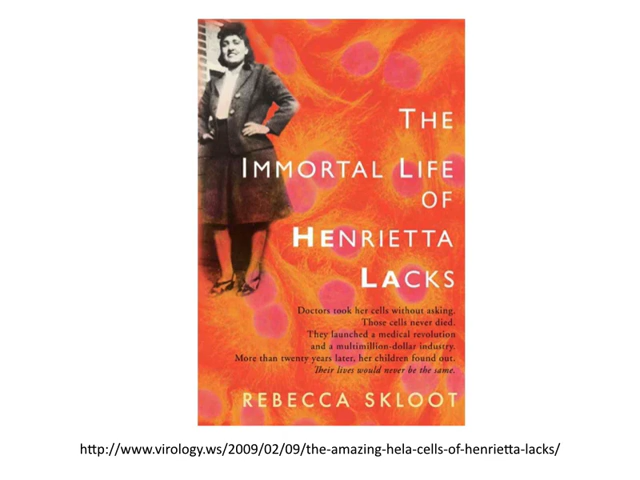 THE
IMMORTAL LIFE
OF
HENRIETTA
LACKS
Doctors took her cells without asking.
Those cells never died.
They launched a medical revolution
and a multimillion-dollar industry.
More than twenty years later, her children found out.
Their lives would never be the same.
REBECCA SKLOOT
http://www.virology.ws/2009/02/09/the-amazing-hela-cells-of-henrietta-lacks/